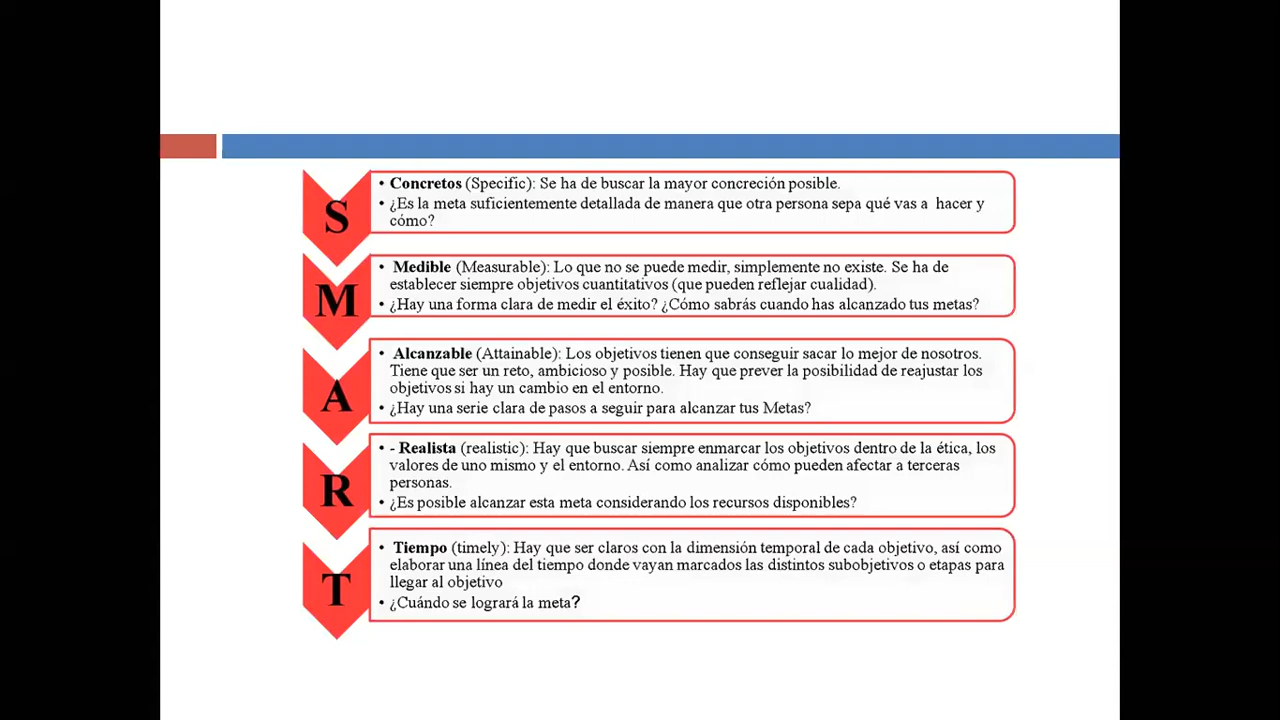 S
• Concretos (Specific): Se ha de buscar la mayor concreción posible.
• ¿Es la meta suficientemente detallada de manera que otra persona sepa qué vas a hacer y
cómo?
M
• Medible (Measurable): Lo que no se puede medir, simplemente no existe. Se ha de
establecer siempre objetivos cuantitativos (que pueden reflejar cualidad).
• ¿Hay una forma clara de medir el éxito? ¿Cómo sabrás cuando has alcanzado tus metas?
A
• Alcanzable (Attainable): Los objetivos tienen que conseguir sacar lo mejor de nosotros.
Tiene que ser un reto, ambicioso y posible. Hay que prever la posibilidad de reajustar los
objetivos si hay un cambio en el entorno.
• ¿Hay una serie clara de pasos a seguir para alcanzar tus Metas?
R
• - Realista (realistic): Hay que buscar siempre enmarcar los objetivos dentro de la ética, los
valores de uno mismo y el entorno. Así como analizar cómo pueden afectar a terceras
personas.
• ¿Es posible alcanzar esta meta considerando los recursos disponibles?
T
• Tiempo (timely): Hay que ser claros con la dimensión temporal de cada objetivo, así como
elaborar una línea del tiempo donde vayan marcados las distintos subobjetivos o etapas para
llegar al objetivo
• ¿Cuándo se logrará la meta?